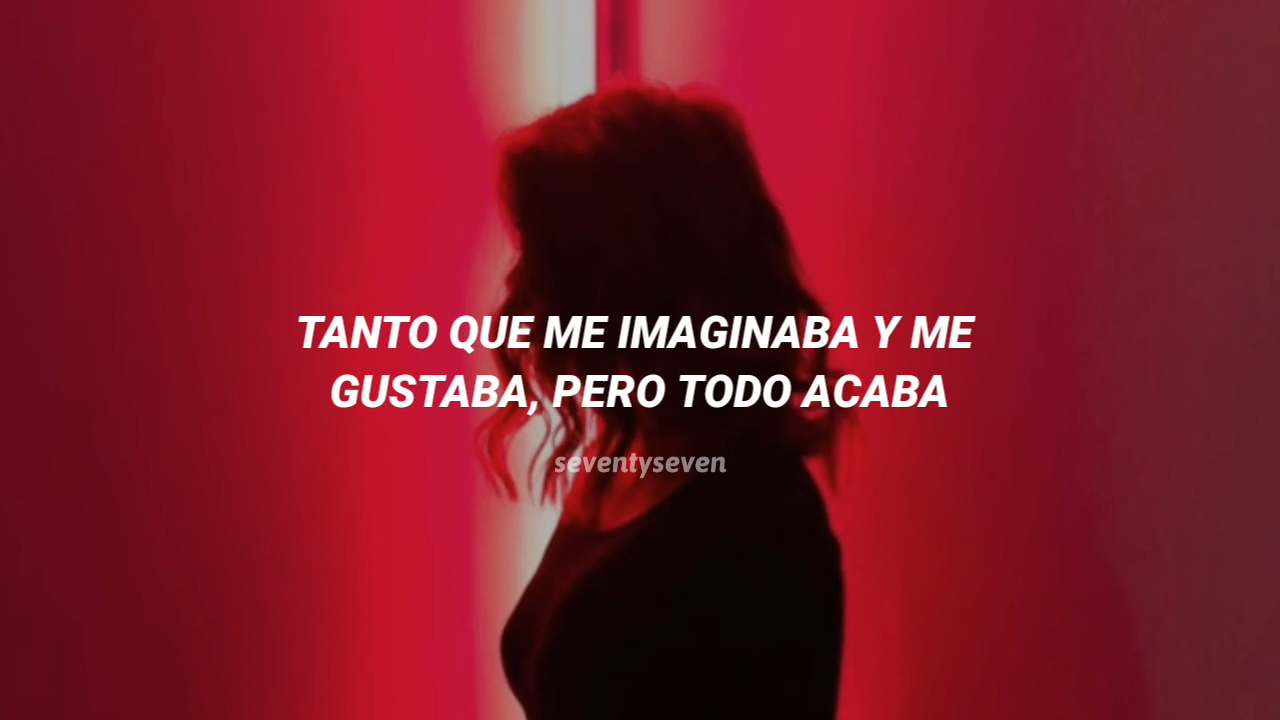 TANTO QUE ME IMAGINABA Y ME
GUSTABA, PERO TODO ACABA
seventyseven